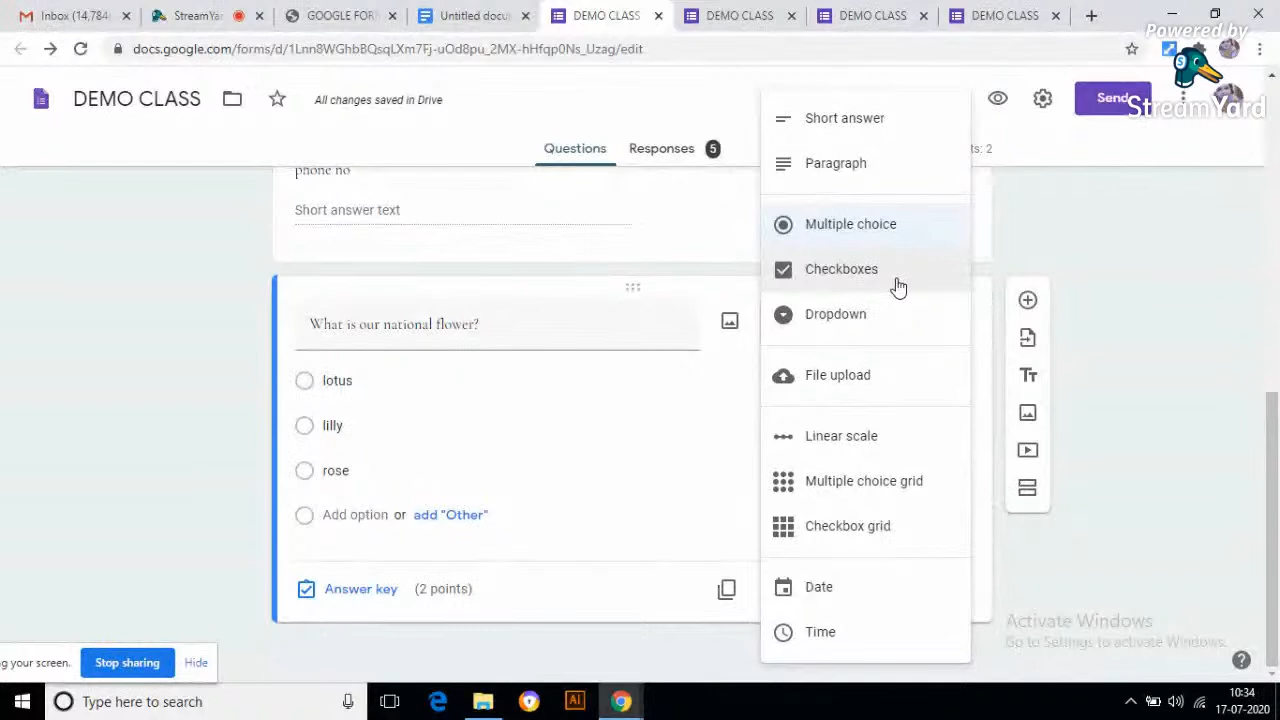 Inbox (14,784
StreamYar
GOOGLE FOR
Untitled docu
DEMO CLASS
DEMO CLASS
DEMO CLASS
DEMO CLASS
docs.google.com/forms/d/1Lnn8WGhbBQsqLXm7Fj-uOd8pu_2MX-hHfqp0Ns_Uzag/edit
Powered by
StreamYard
DEMO CLASS
All changes saved in Drive
Send
Questions
Responses 5
ts: 2
phone no
Short answer text
What is our national flower?
lotus
lilly
rose
Add option or add "Other"
Answer key (2 points)
Short answer
Paragraph
Multiple choice
Checkboxes
Dropdown
File upload
Linear scale
Multiple choice grid
Checkbox grid
Date
Time
Tт
Activate Windows
Go to Settings to activate Windows.
g your screen. Stop sharing Hide
Type here to search
Ai
10:34
17-07-2020